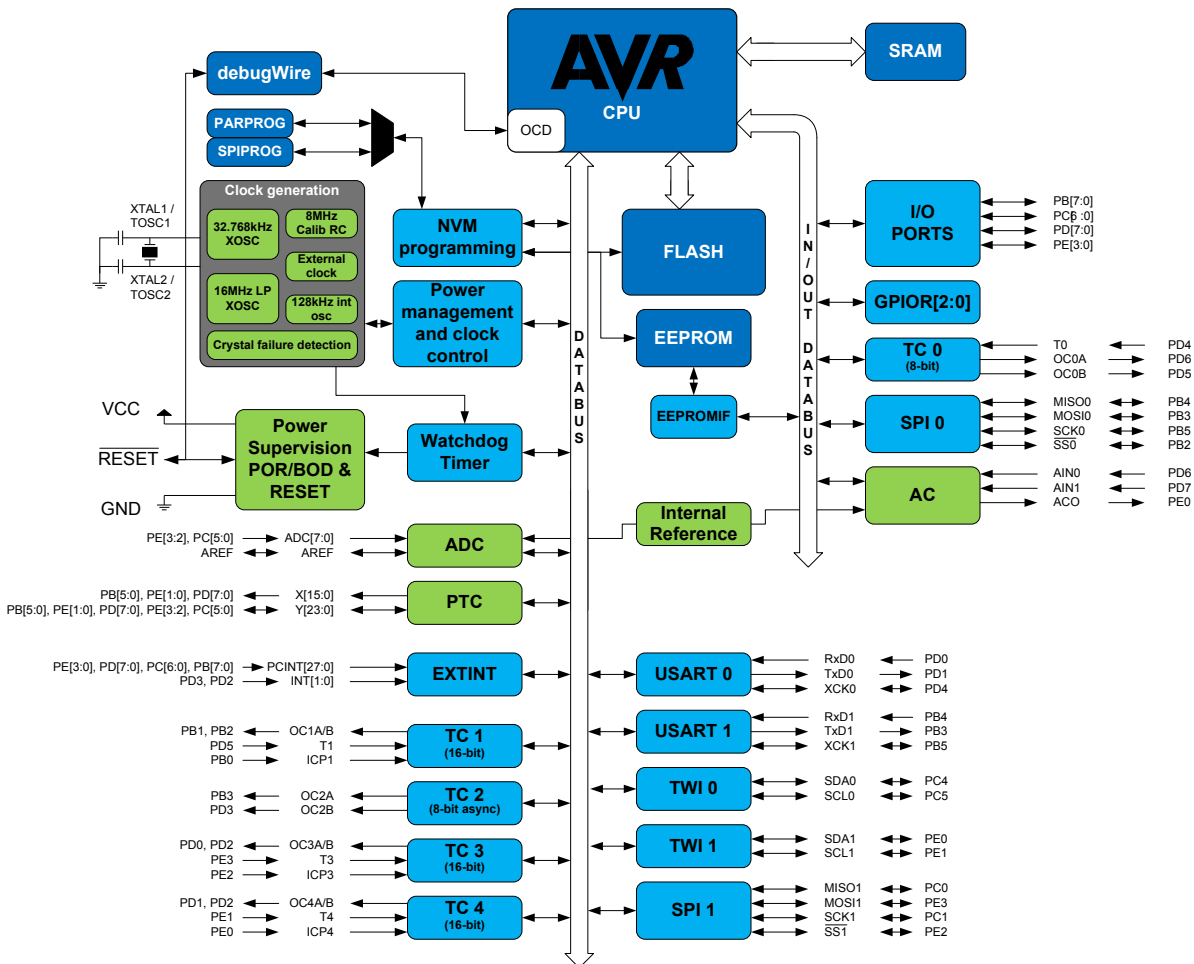 AVR
CPU
OCD
SRAM
debugWire
PARPROG
SPIPROG
Clock generation
32.768kHz
XOSC
8MHz
Calib RC
External
clock
16MHz LP
XOSC
128kHz int
osc
Crystal failure detection
XTAL1 /
TOSC1
XTAL2 /
TOSC2
NVM
programming
Power
management
and clock
control
FLASH
EEPROM
EEPROMIF
DATABUS
IN/OUT DATABUS
I/O
PORTS
PB[7:0]
PC[6:0]
PD[7:0]
PE[3:0]
GPIOR[2:0]
TC 0
(8-bit)
T0 PD4
OC0A PD6
OC0B PD5
SPI 0
MISO0 PB4
MOSI0 PB3
SCK0 PB5
SS0 PB2
AC
AIN0 PD6
AIN1 PD7
ACO PE0
VCC
RESET
GND
Power
Supervision
POR/BOD &
RESET
Watchdog
Timer
Internal
Reference
PE[3:2], PC[5:0] ADC[7:0]
AREF AREF
ADC
PB[5:0], PE[1:0], PD[7:0] X[15:0]
PB[5:0], PE[1:0], PD[7:0], PE[3:2], PC[5:0] Y[23:0]
PTC
PE[3:0], PD[7:0], PC[6:0], PB[7:0] PCINT[27:0]
PD3, PD2 INT[1:0]
EXTINT
PB1, PB2 OC1A/B
PD5 T1
PB0 ICP1
TC 1
(16-bit)
PB3 OC2A
PD3 OC2B
TC 2
(8-bit async)
PD0, PD2 OC3A/B
PE3 T3
PE2 ICP3
TC 3
(16-bit)
PD1, PD2 OC4A/B
PE1 T4
PE0 ICP4
TC 4
(16-bit)
USART 0
RxD0 PD0
TxD0 PD1
XCK0 PD4
USART 1
RxD1 PB4
TxD1 PB3
XCK1 PB5
TWI 0
SDA0 PC4
SCL0 PC5
TWI 1
SDA1 PE0
SCL1 PE1
SPI 1
MISO1 PC0
MOSI1 PE3
SCK1 PC1
SS1 PE2